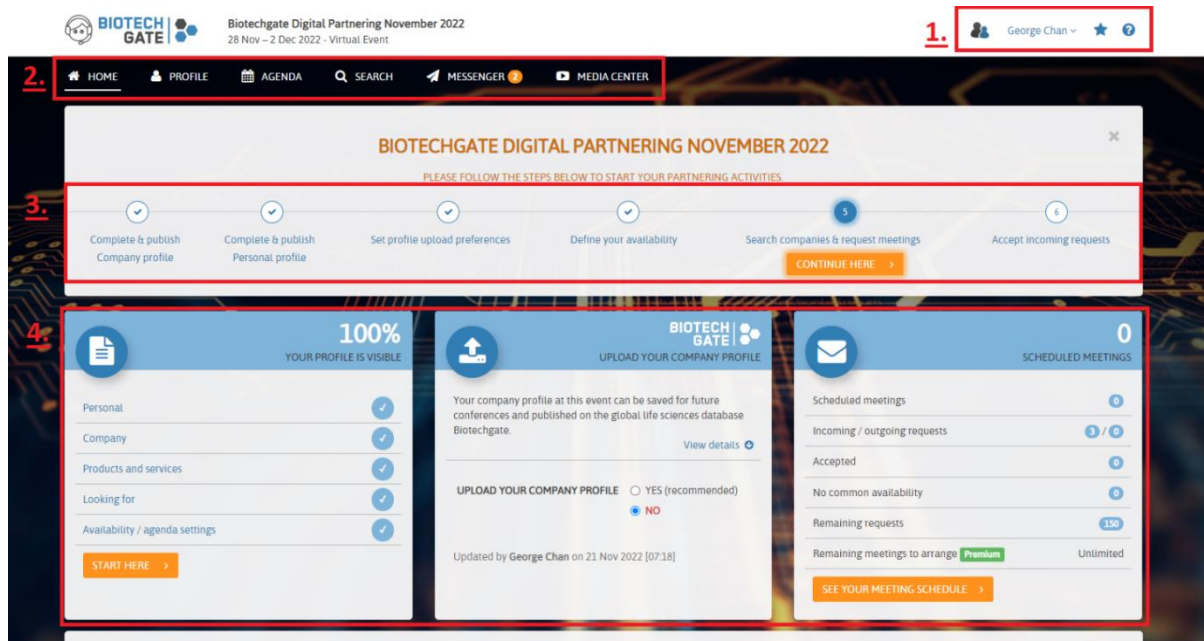 BIOTECH
GATE
Biotechgate Digital Partnering November 2022
28 Nov – 2 Dec 2022 - Virtual Event
1.
George Chan
2.
HOME PROFILE AGENDA SEARCH MESSENGER 2 MEDIA CENTER
BIOTECHGATE DIGITAL PARTNERING NOVEMBER 2022
PLEASE FOLLOW THE STEPS BELOW TO START YOUR PARTNERING ACTIVITIES.
3.
Complete & publish
Company profile
Complete & publish
Personal profile
Set profile upload preferences
Define your availability
5
Search companies & request meetings
CONTINUE HERE >
6
Accept incoming requests
4.
100%
YOUR PROFILE IS VISIBLE
Personal
Company
Products and services
Looking for
Availability / agenda settings
START HERE >
BIOTECH
GATE
UPLOAD YOUR COMPANY PROFILE
Your company profile at this event can be saved for future
conferences and published on the global life sciences database
Biotechgate.
View details
UPLOAD YOUR COMPANY PROFILE YES (recommended)
NO
Updated by George Chan on 21 Nov 2022 [07:18]
0
SCHEDULED MEETINGS
Scheduled meetings 0
Incoming / outgoing requests 3 / 0
Accepted 0
No common availability 0
Remaining requests 150
Remaining meetings to arrange Premium Unlimited
SEE YOUR MEETING SCHEDULE >